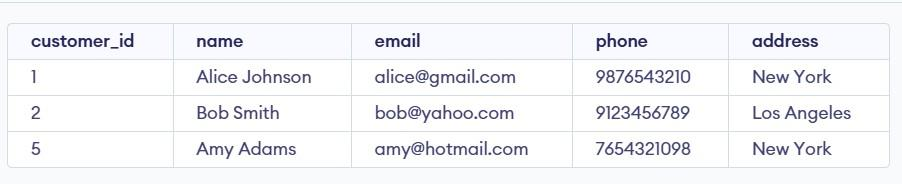 customer_id name email phone address
1 Alice Johnson alice@gmail.com 9876543210 New York
2 Bob Smith bob@yahoo.com 9123456789 Los Angeles
5 Amy Adams amy@hotmail.com 7654321098 New York